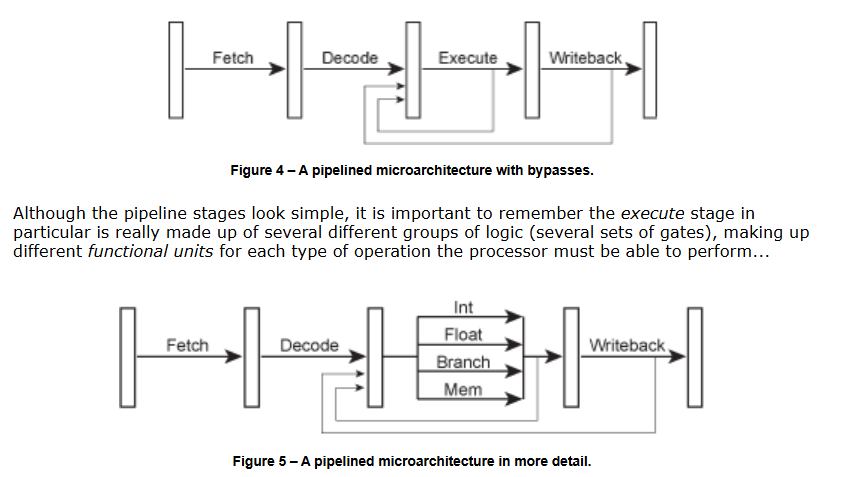 Fetch Decode Execute Writeback
Figure 4 – A pipelined microarchitecture with bypasses.
Although the pipeline stages look simple, it is important to remember the execute stage in
particular is really made up of several different groups of logic (several sets of gates), making up
different functional units for each type of operation the processor must be able to perform...
Int
Float
Fetch Decode Writeback
Branch
Mem
Figure 5 – A pipelined microarchitecture in more detail.